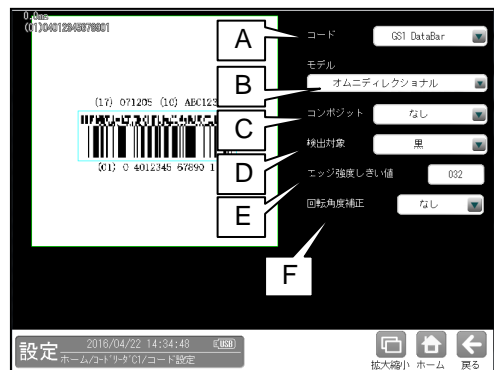 0.0ms
(01)04012345678901
(17) 071205 (10) ABC123
(01) 0 4012345 67890 1
A
コード
GS1 DataBar
モデル
B
オムニディレクショナル
C
コンポジット
なし
検出対象
黒
D
エッジ強度しきい値
032
E
回転角度補正
なし
F
設定
2016/04/22 14:34:48
USB
ホーム/コードリーダC1/コード設定
拡大縮小
ホーム
戻る